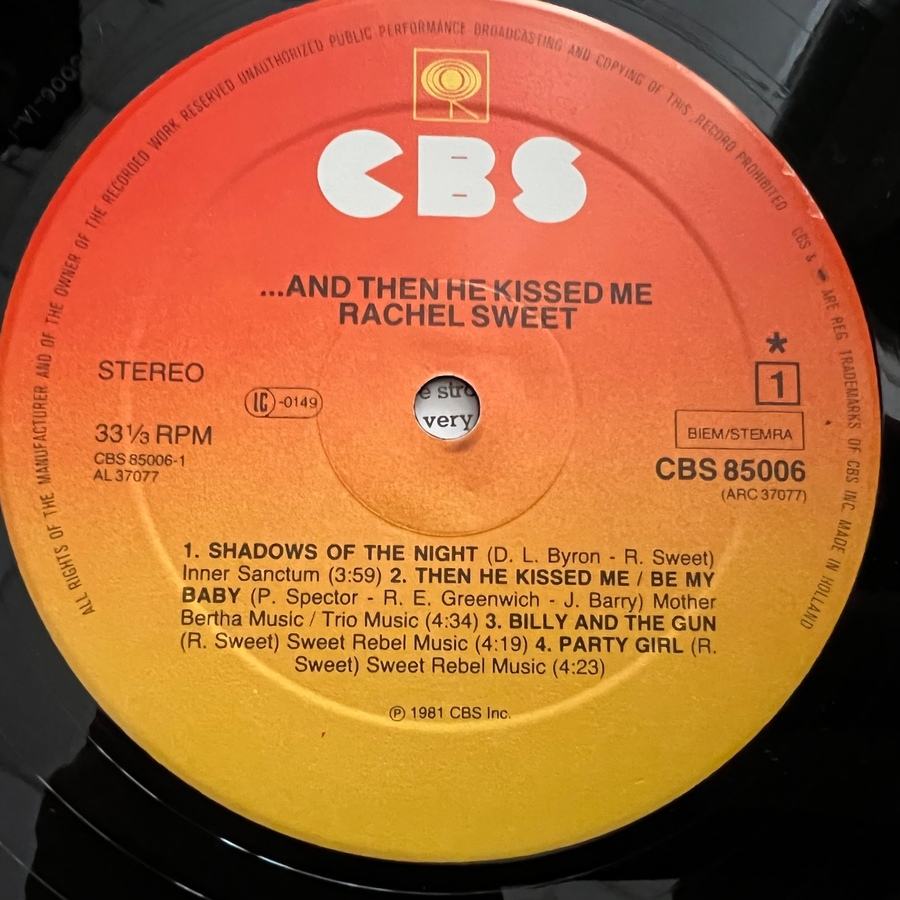 ALL RIGHTS OF THE MANUFACTURER AND OF THE OWNER OF THE RECORDED WORK RESERVED UNAUTHORIZED PUBLIC PERFORMANCE BROADCASTING AND COPYING OF THIS RECORD PROHIBITED CBS & ARE REG TRADEMARKS OF CBS INC MADE IN HOLLAND
CBS
...AND THEN HE KISSED ME
RACHEL SWEET
STEREO
LC -0149
33⅓ RPM
CBS 85006-1
AL 37077
*
1
BIEM/STEMRA
CBS 85006
(ARC 37077)
very
1. SHADOWS OF THE NIGHT (D. L. Byron - R. Sweet)
Inner Sanctum (3:59) 2. THEN HE KISSED ME / BE MY
BABY (P. Spector - R. E. Greenwich - J. Barry) Mother
Bertha Music / Trio Music (4:34) 3. BILLY AND THE GUN
(R. Sweet) Sweet Rebel Music (4:19) 4. PARTY GIRL (R.
Sweet) Sweet Rebel Music (4:23)
℗ 1981 CBS Inc.